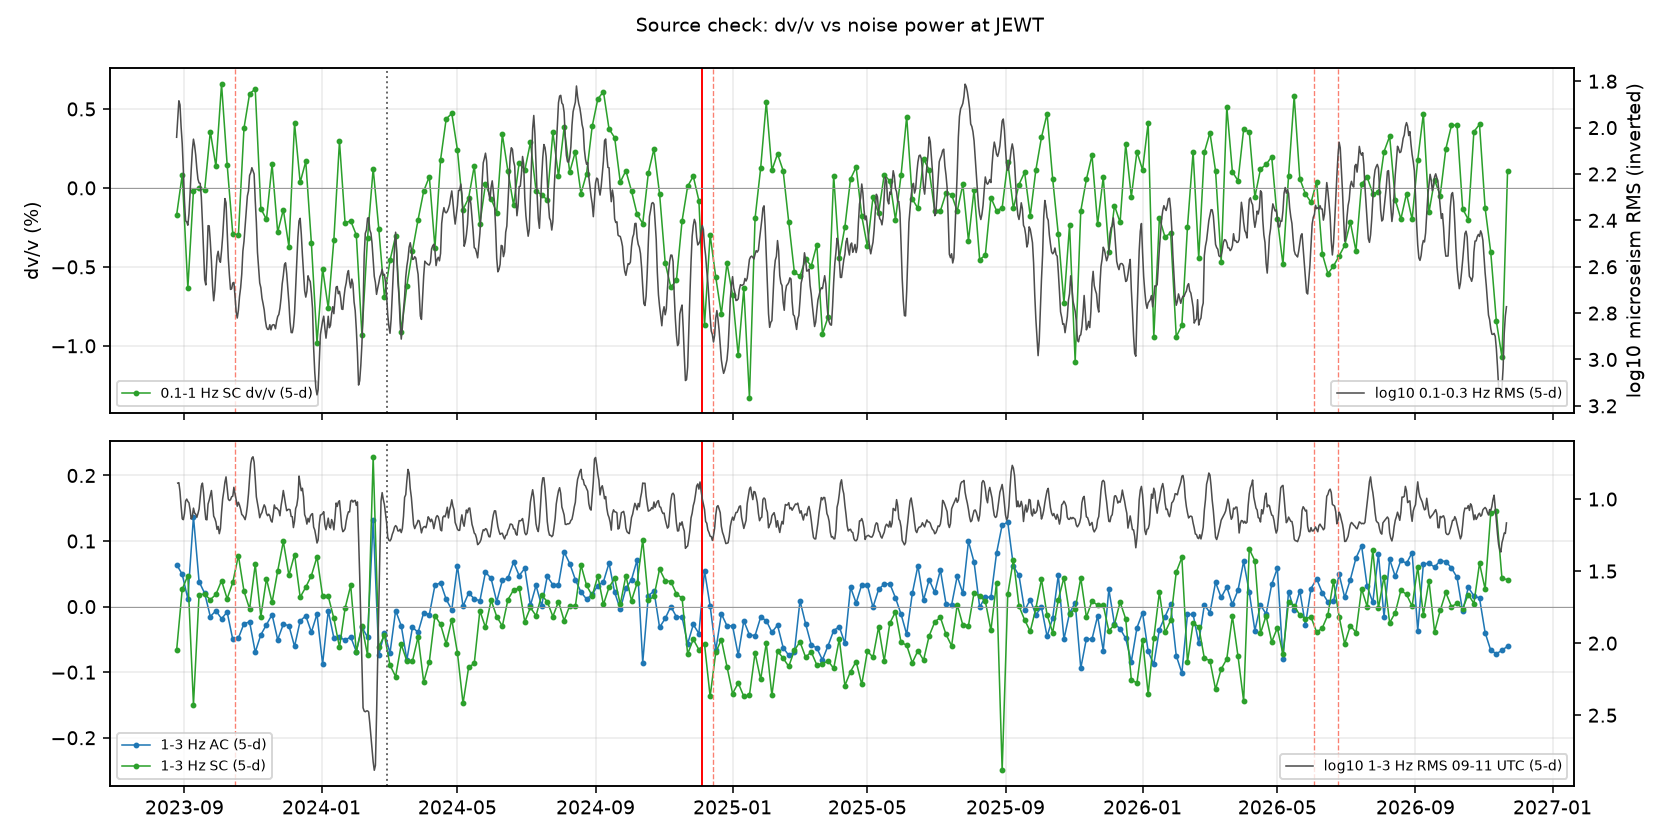 Source check: dv/v vs noise power at JEWT
dv/v (%)
0.5
0.0
−0.5
−1.0
1.8
2.0
2.2
2.4
2.6
2.8
3.0
3.2
log10 microseism RMS (inverted)
0.1-1 Hz SC dv/v (5-d)
log10 0.1-0.3 Hz RMS (5-d)
0.2
0.1
0.0
−0.1
−0.2
1.0
1.5
2.0
2.5
1-3 Hz AC (5-d)
1-3 Hz SC (5-d)
log10 1-3 Hz RMS 09-11 UTC (5-d)
2023-09 2024-01 2024-05 2024-09 2025-01 2025-05 2025-09 2026-01 2026-05 2026-09 2027-01